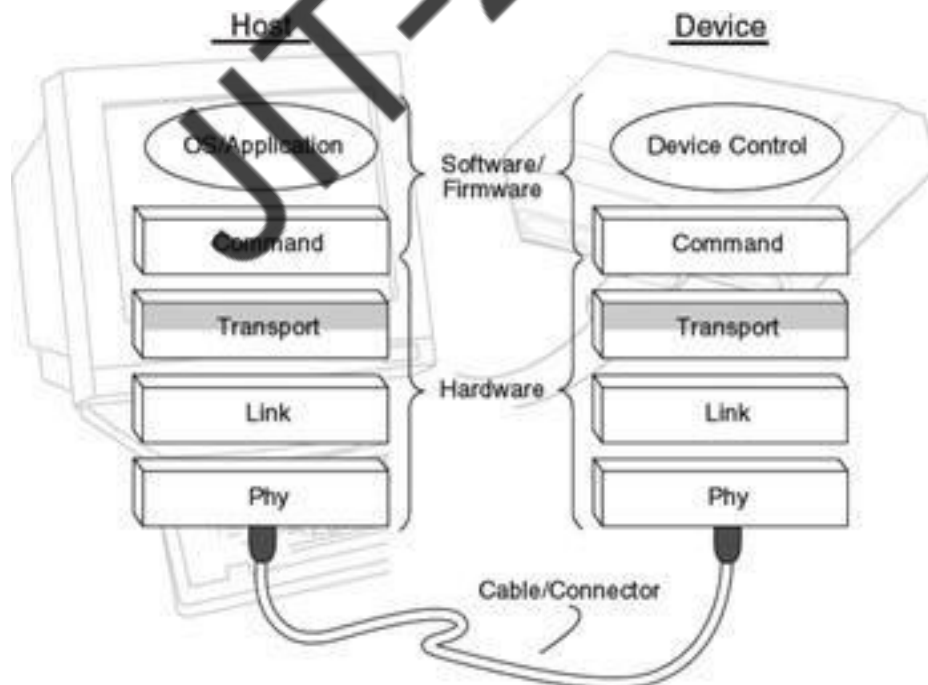 Host
Device
OS/Application
Software/
Firmware
Device Control
Command
Command
Transport
Transport
Hardware
Link
Link
Phy
Phy
Cable/Connector